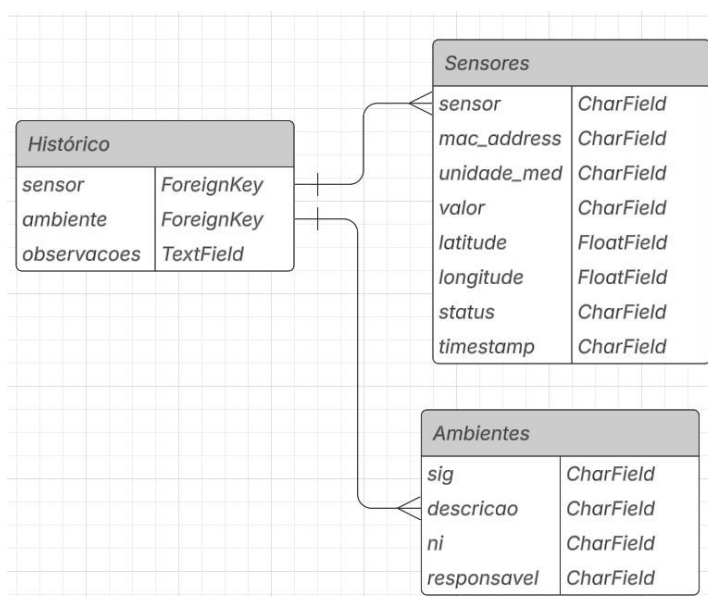 Histórico
sensor ForeignKey
ambiente ForeignKey
observacoes TextField
Sensores
sensor CharField
mac_address CharField
unidade_med CharField
valor CharField
latitude FloatField
longitude FloatField
status CharField
timestamp CharField
Ambientes
sig CharField
descricao CharField
ni CharField
responsavel CharField